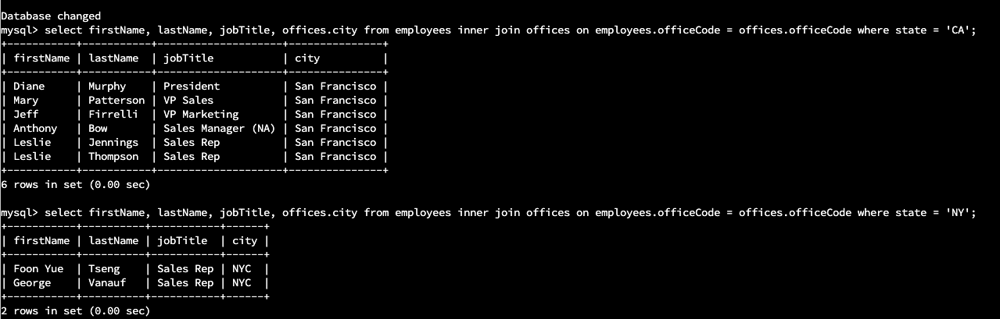 Database changed
mysql> select firstName, lastName, jobTitle, offices.city from employees inner join offices on employees.officeCode = offices.officeCode where state = 'CA';
+-----------+-----------+--------------------+---------------+
| firstName | lastName  | jobTitle           | city          |
+-----------+-----------+--------------------+---------------+
| Diane     | Murphy    | President          | San Francisco |
| Mary      | Patterson | VP Sales           | San Francisco |
| Jeff      | Firrelli  | VP Marketing       | San Francisco |
| Anthony   | Bow       | Sales Manager (NA) | San Francisco |
| Leslie    | Jennings  | Sales Rep          | San Francisco |
| Leslie    | Thompson  | Sales Rep          | San Francisco |
+-----------+-----------+--------------------+---------------+
6 rows in set (0.00 sec)
mysql> select firstName, lastName, jobTitle, offices.city from employees inner join offices on employees.officeCode = offices.officeCode where state = 'NY';
+-----------+----------+-----------+------+
| firstName | lastName | jobTitle  | city |
+-----------+----------+-----------+------+
| Foon Yue  | Tseng    | Sales Rep | NYC  |
| George    | Vanauf   | Sales Rep | NYC  |
+-----------+----------+-----------+------+
2 rows in set (0.00 sec)